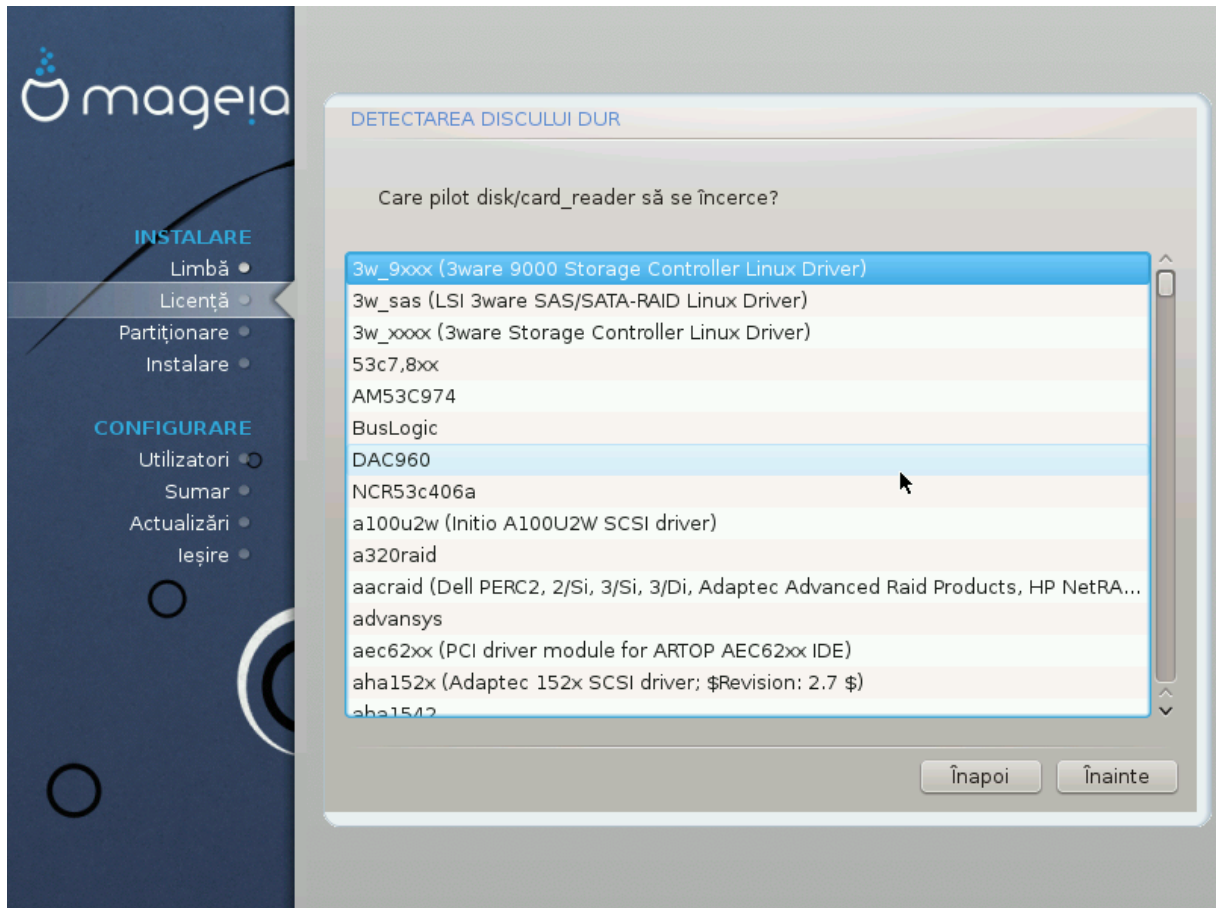 mageia
INSTALARE
Limbă
Licență
Partiționare
Instalare
CONFIGURARE
Utilizatori
Sumar
Actualizări
Ieșire
DETECTAREA DISCULUI DUR
Care pilot disk/card_reader să se încerce?
3w_9xxx (3ware 9000 Storage Controller Linux Driver)
3w_sas (LSI 3ware SAS/SATA-RAID Linux Driver)
3w_xxxx (3ware Storage Controller Linux Driver)
53c7,8xx
AM53C974
BusLogic
DAC960
NCR53c406a
a100u2w (Initio A100U2W SCSI driver)
a320raid
aacraid (Dell PERC2, 2/Si, 3/Si, 3/Di, Adaptec Advanced Raid Products, HP NetRA...
advansys
aec62xx (PCI driver module for ARTOP AEC62xx IDE)
aha152x (Adaptec 152x SCSI driver; $Revision: 2.7 $)
aha1542
Înapoi
Înainte